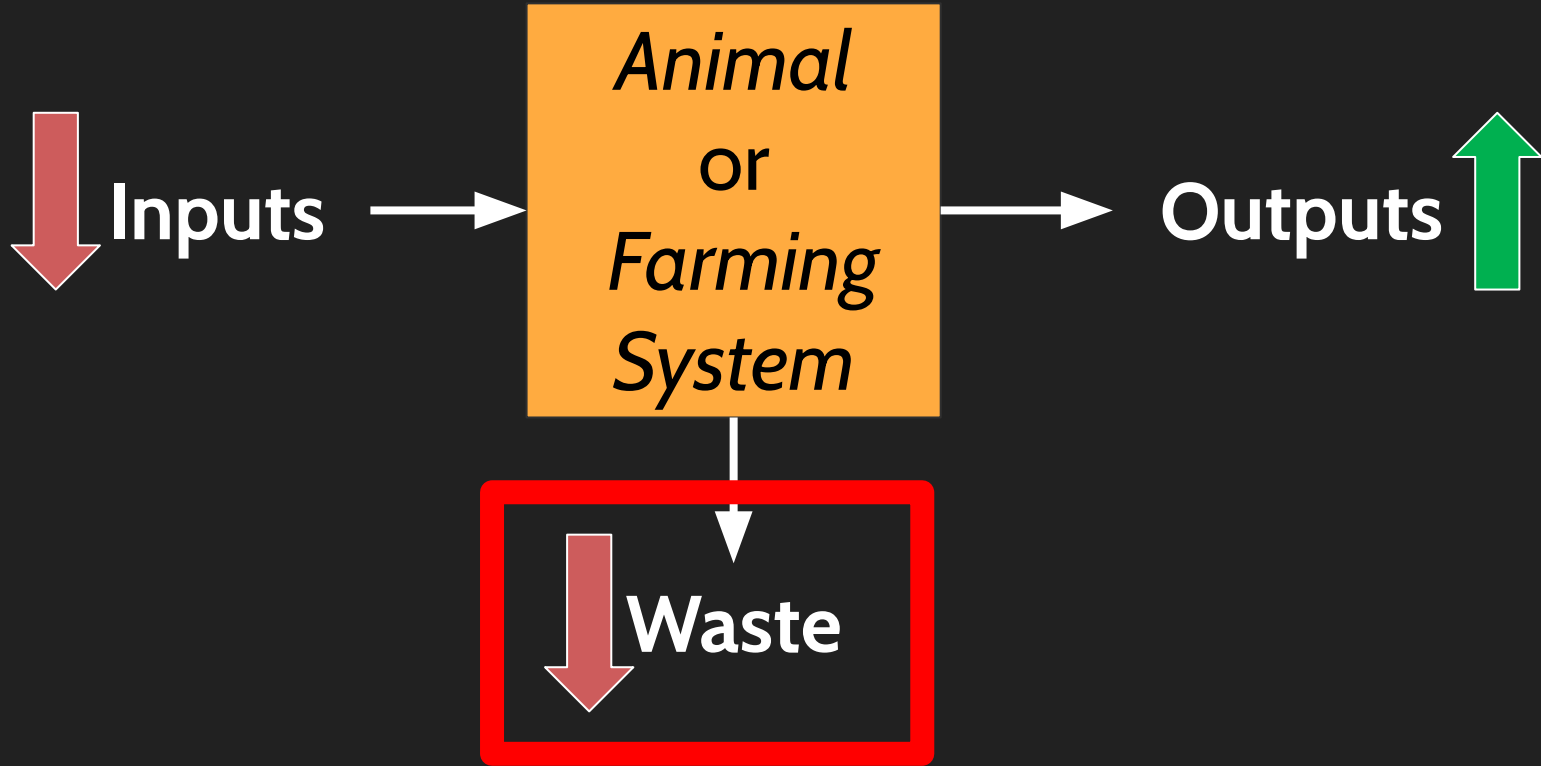 Animal
or
Farming
System
Inputs
Outputs
Waste